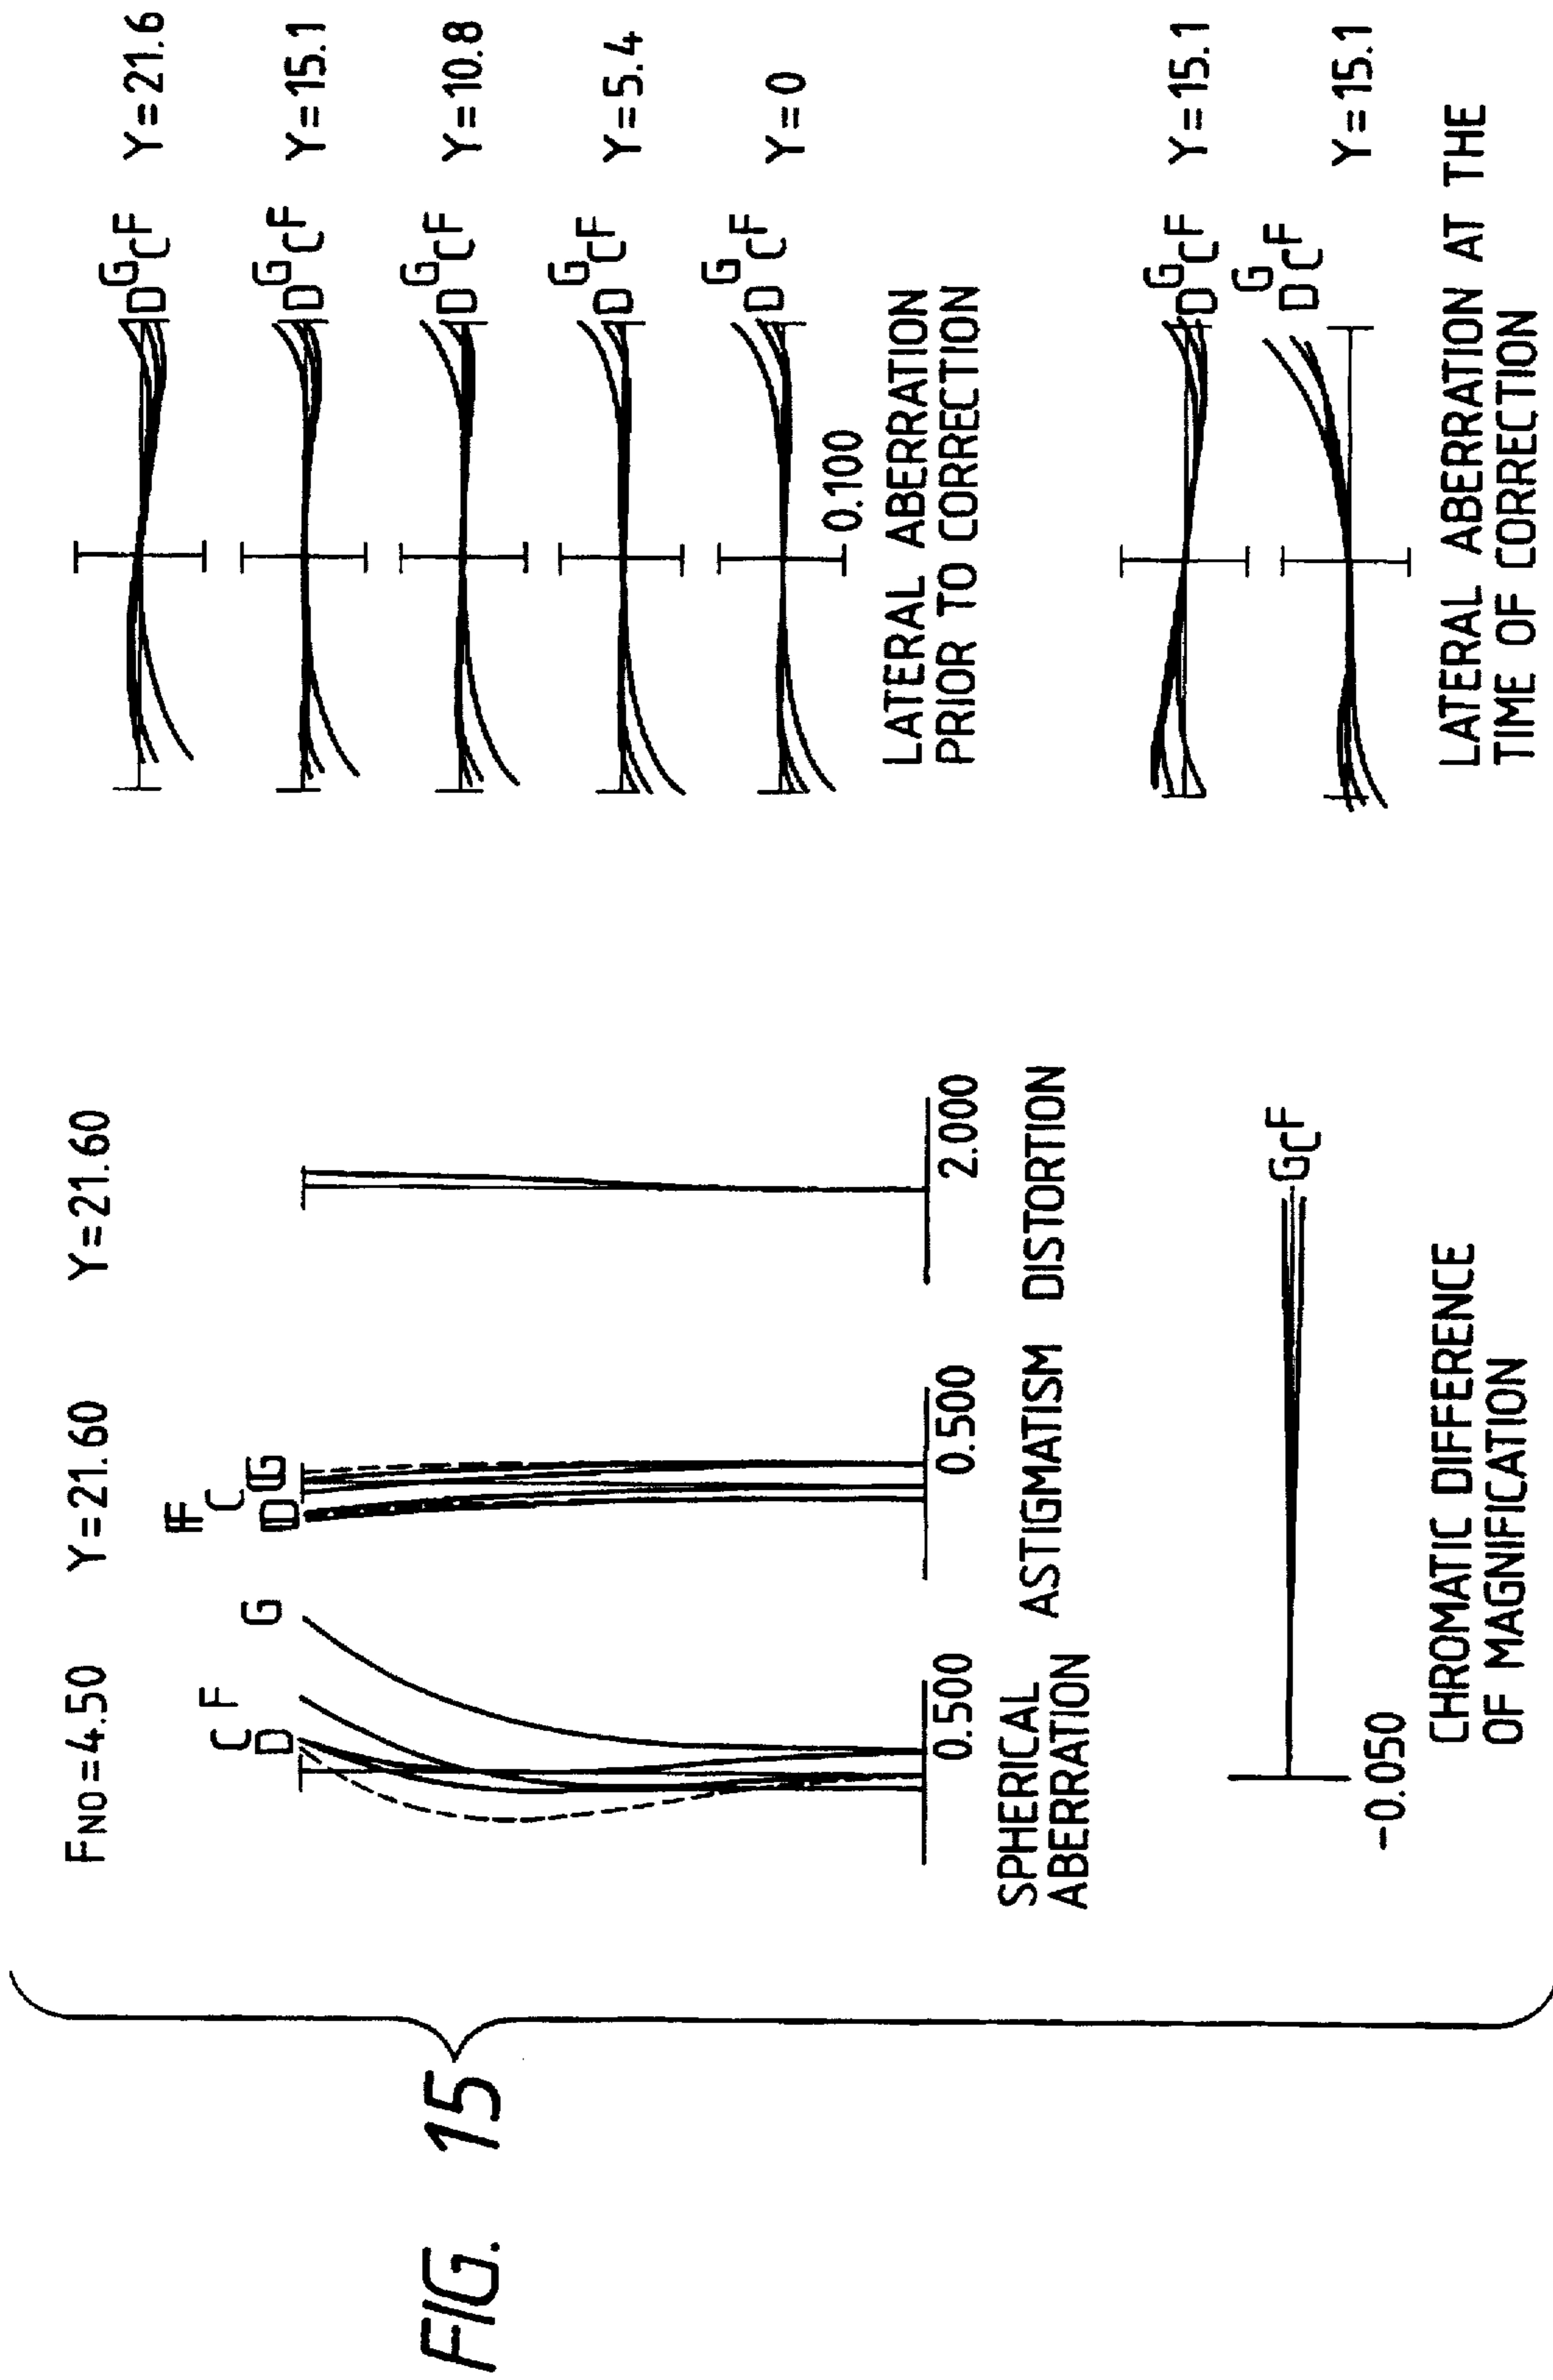 FIG. 15
FNO=4.50
Y=21.60
Y=21.60
C F
D
G
FF
C
D
G
0.500
0.500
2.000
SPHERICAL
ABERRATION
ASTIGMATISM
DISTORTION
-0.050
G C F
CHROMATIC DIFFERENCE
OF MAGNIFICATION
G
D C F Y=21.6
G
D C F Y=15.1
G
D C F Y=10.8
G
D C F Y=5.4
G
D C F Y=0
0.100
LATERAL ABERRATION
PRIOR TO CORRECTION
G
D C F Y=15.1
G
D C F
Y=15.1
LATERAL ABERRATION AT THE
TIME OF CORRECTION